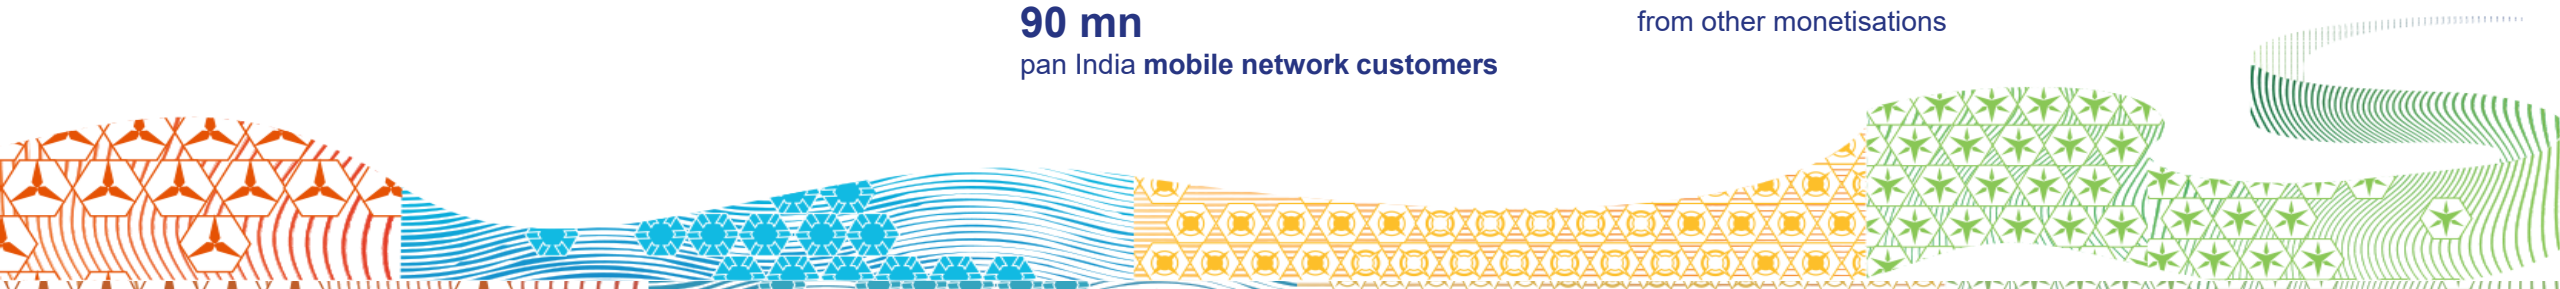 90 mn
pan India mobile network customers
from other monetisations